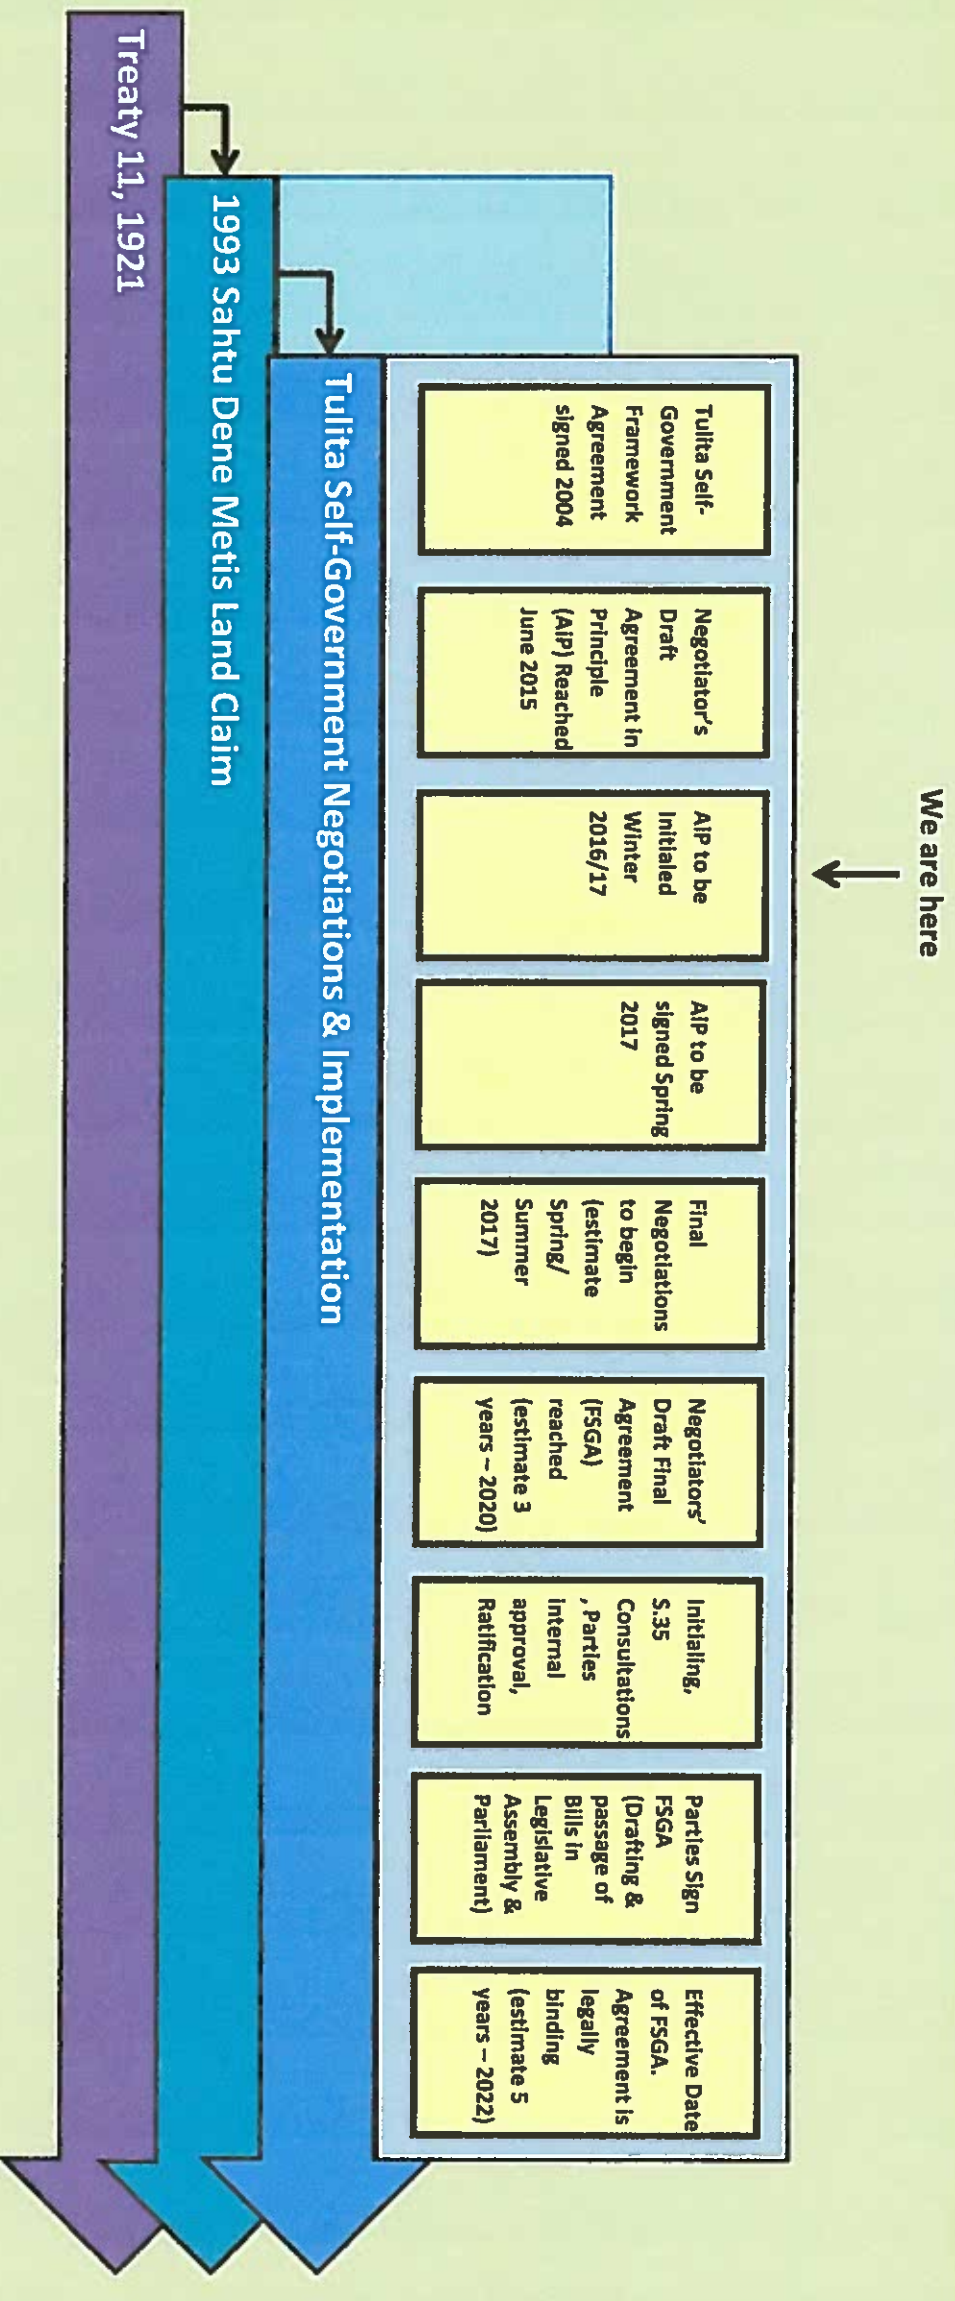 We are here
Tulita Self-
Government
Framework
Agreement
signed 2004
Negotiator's
Draft
Agreement in
Principle
(AiP) Reached
June 2015
AiP to be
Initialed
Winter
2016/17
AiP to be
signed Spring
2017
Final
Negotiations
to begin
(estimate
Spring/
Summer
2017)
Negotiators'
Draft Final
Agreement
(FSGA)
reached
(estimate 3
years – 2020)
Initialing,
S.35
Consultations
, Parties
internal
approval,
Ratification
Parties Sign
FSGA
(Drafting &
passage of
Bills in
Legislative
Assembly &
Parliament)
Effective Date
of FSGA.
Agreement is
legally
binding
(estimate 5
years – 2022)
Tulita Self-Government Negotiations & Implementation
1993 Sahtu Dene Metis Land Claim
Treaty 11, 1921